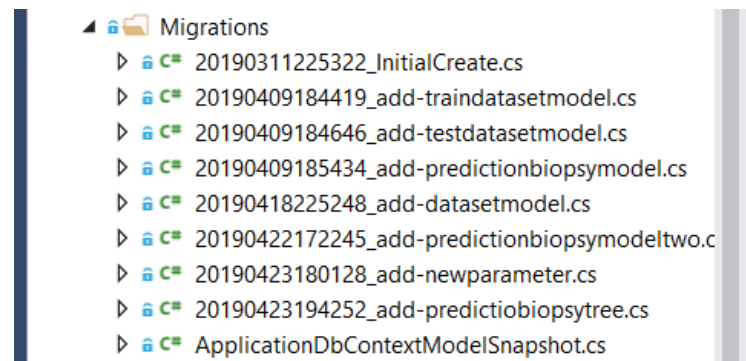 Migrations
C# 20190311225322_InitialCreate.cs
C# 20190409184419_add-traindatasetmodel.cs
C# 20190409184646_add-testdatasetmodel.cs
C# 20190409185434_add-predictionbiopsymodel.cs
C# 20190418225248_add-datasetmodel.cs
C# 20190422172245_add-predictionbiopsymodeltwo.c
C# 20190423180128_add-newparameter.cs
C# 20190423194252_add-predictiobiopsytree.cs
C# ApplicationDbContextModelSnapshot.cs